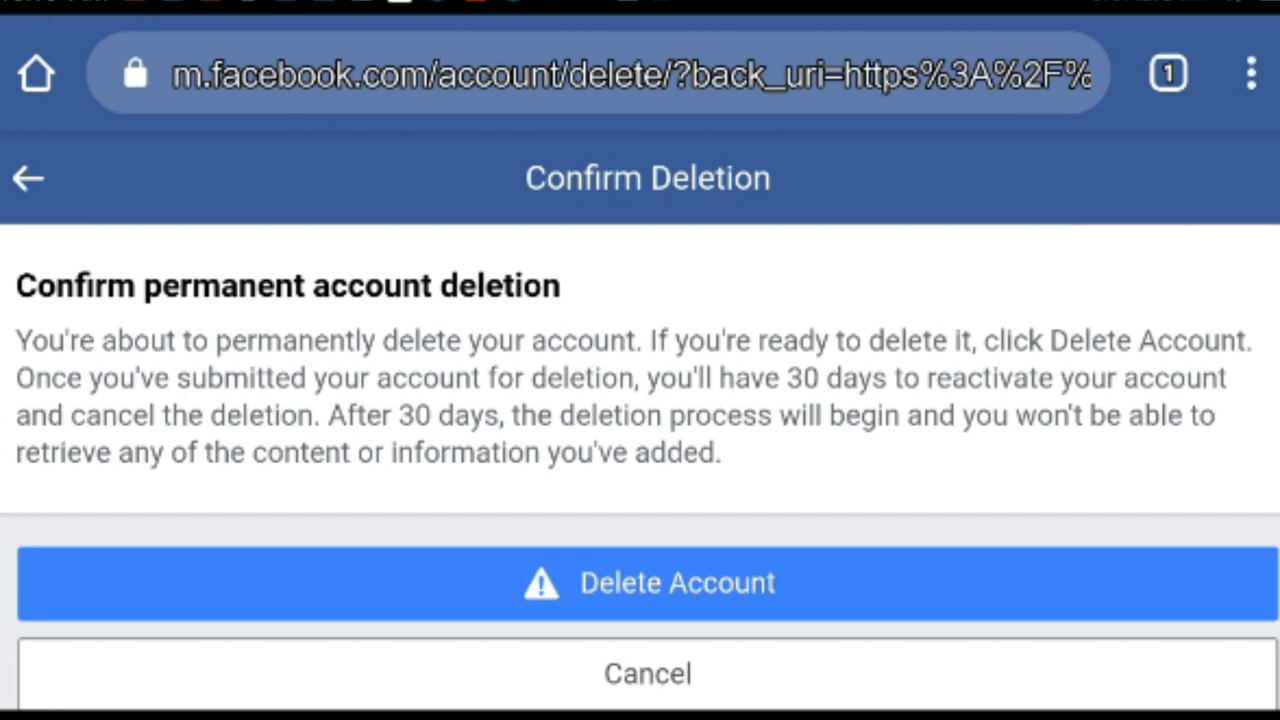 m.facebook.com/account/delete/?back_uri=https%3A%2F%
1
Confirm Deletion
Confirm permanent account deletion
You're about to permanently delete your account. If you're ready to delete it, click Delete Account.
Once you've submitted your account for deletion, you'll have 30 days to reactivate your account
and cancel the deletion. After 30 days, the deletion process will begin and you won't be able to
retrieve any of the content or information you've added.
Delete Account
Cancel